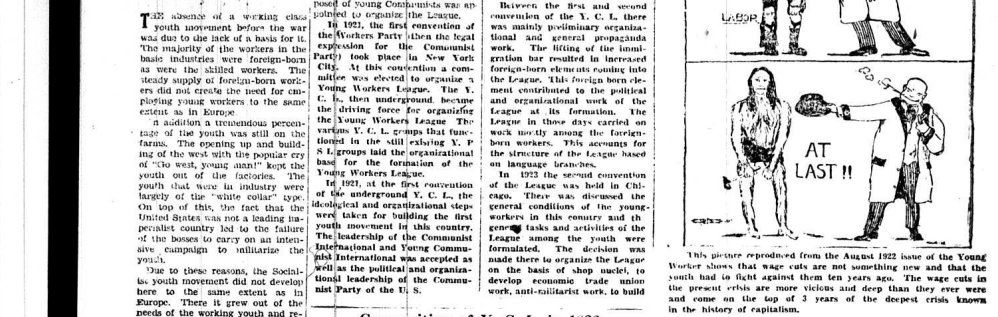 THE absence of a working class
youth movement before the war
was due to the lack of a basis for it.
The majority of the workers in the
basic industries were foreign-born
as were the skilled workers. The
steady supply of foreign-born work-
ers did not create the need for em-
ploying young workers to the same
extent as in Europe
n addition a tremendous percen-
tage of the youth was still on the
farms. The opening up and build-
ing of the west with the popular cry
of "Go west, young man!" kept the
youth out of the factories. The
youth that were in industry were
largely of the "white collar" type.
On top of this, the fact that the
United States was not a leading im-
perialist country led to the failure
of the bosses to carry on an inten-
sive campaign to militarize the
youth.
Due to these reasons, the Social-
ist youth movement did not develop
here to the same extent as in
Europe. There it grew out of the
needs of the working youth and re-
posed of young Communists was ap-
pointed to organize the League.
In 1921, the first convention of
the Workers Party (then the legal
expression for the Communist
Party) took place in New York
City. At this convention a com-
mittee was elected to organize a
Young Workers League. The Y.
C. L., then underground, became
the driving force for organizing
the Young Workers League The
various Y. C. L. groups that func-
tioned in the still existing Y. P
S L groups laid the organizational
base for the formation of the
Young Workers League.
In 1921, at the first convention
of the underground Y. C. L., the
ideological and organizational steps
were taken for building the first
youth movement in this country.
The leadership of the Communist
International and Young Commu-
nist International was accepted as
well as the political and organiza-
tional leadership of the Commu-
nist Party of the U. S.
Between the first and second
convention of the Y. C. L. there
was mainly preliminary organiza-
tional and general propaganda
work. The lifting of the immi-
gration bar resulted in increased
foreign-born elements coming into
the League. This foreign born ele-
ment contributed to the political
and organizational work of the
League at its formation. The
League in those days carried on
work mostly among the foreign-
born workers. This accounts for
the structure of the League based
on language branches.
In 1923 the second convention
of the League was held in Chi-
cago. There was discussed the
general conditions of the young-
workers in this country and th
general tasks and activities of the
League among the youth were
formulated. The decision was
made there to organize the League
on the basis of shop nuclei, to
develop economic trade union
work, anti-militarist work, to build
LABOR
AT
LAST!!
This picture reproduced from the August 1922 issue of the Young
Worker shows that wage cuts are not something new and that the
youth had to fight against them ten years ago. The wage cuts in
the present crisis are more vicious and deep than they ever were
and come on the top of 3 years of the deepest crisis known
in the history of capitalism.